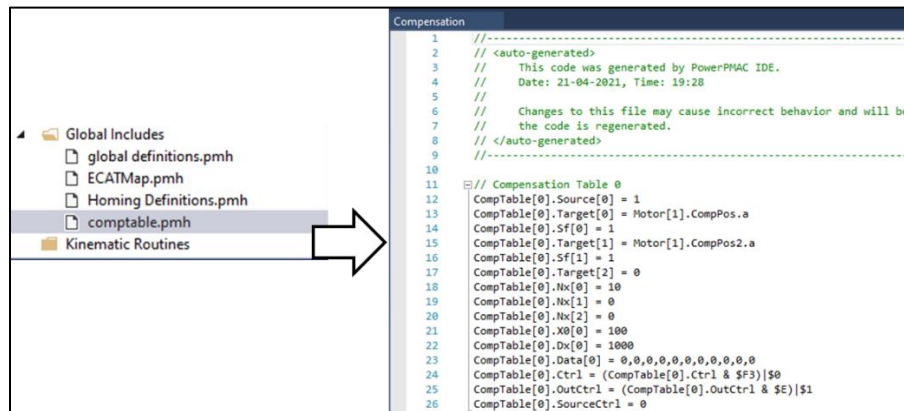 Global Includes
global definitions.pmh
ECATMap.pmh
Homing Definitions.pmh
comptable.pmh
Kinematic Routines
Compensation
1 //--------------------------------------------------------------------
2 // <auto-generated>
3 //     This code was generated by PowerPMAC IDE.
4 //     Date: 21-04-2021, Time: 19:28
5 //
6 //     Changes to this file may cause incorrect behavior and will
7 //     the code is regenerated.
8 // </auto-generated>
9 //--------------------------------------------------------------------
10
11 // Compensation Table 0
12 CompTable[0].Source[0] = 1
13 CompTable[0].Target[0] = Motor[1].CompPos.a
14 CompTable[0].Sf[0] = 1
15 CompTable[0].Target[1] = Motor[1].CompPos2.a
16 CompTable[0].Sf[1] = 1
17 CompTable[0].Target[2] = 0
18 CompTable[0].Nx[0] = 10
19 CompTable[0].Nx[1] = 0
20 CompTable[0].Nx[2] = 0
21 CompTable[0].X0[0] = 100
22 CompTable[0].Dx[0] = 1000
23 CompTable[0].Data[0] = 0,0,0,0,0,0,0,0,0,0,0
24 CompTable[0].Ctrl = (CompTable[0].Ctrl & $F3)|$0
25 CompTable[0].OutCtrl = (CompTable[0].OutCtrl & $E)|$1
26 CompTable[0].SourceCtrl = 0